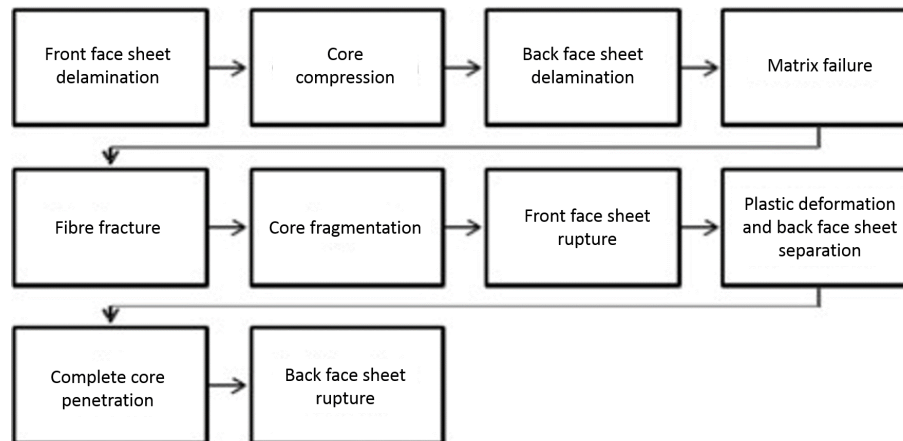 Front face sheet
delamination
Core
compression
Back face sheet
delamination
Matrix failure
Fibre fracture
Core fragmentation
Front face sheet
rupture
Plastic deformation
and back face sheet
separation
Complete core
penetration
Back face sheet
rupture